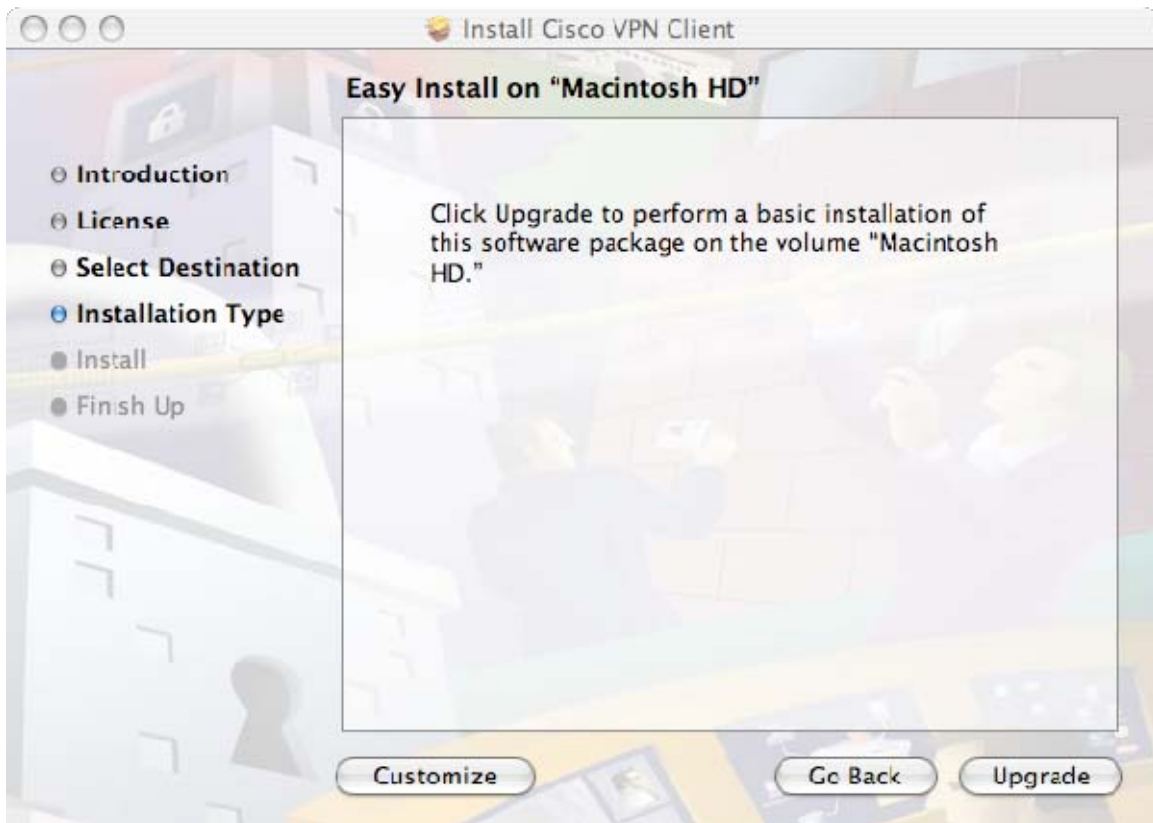 Install Cisco VPN Client
Easy Install on “Macintosh HD”
Introduction
License
Select Destination
Installation Type
Install
Finish Up
Click Upgrade to perform a basic installation of
this software package on the volume “Macintosh
HD.”
Customize
Go Back
Upgrade